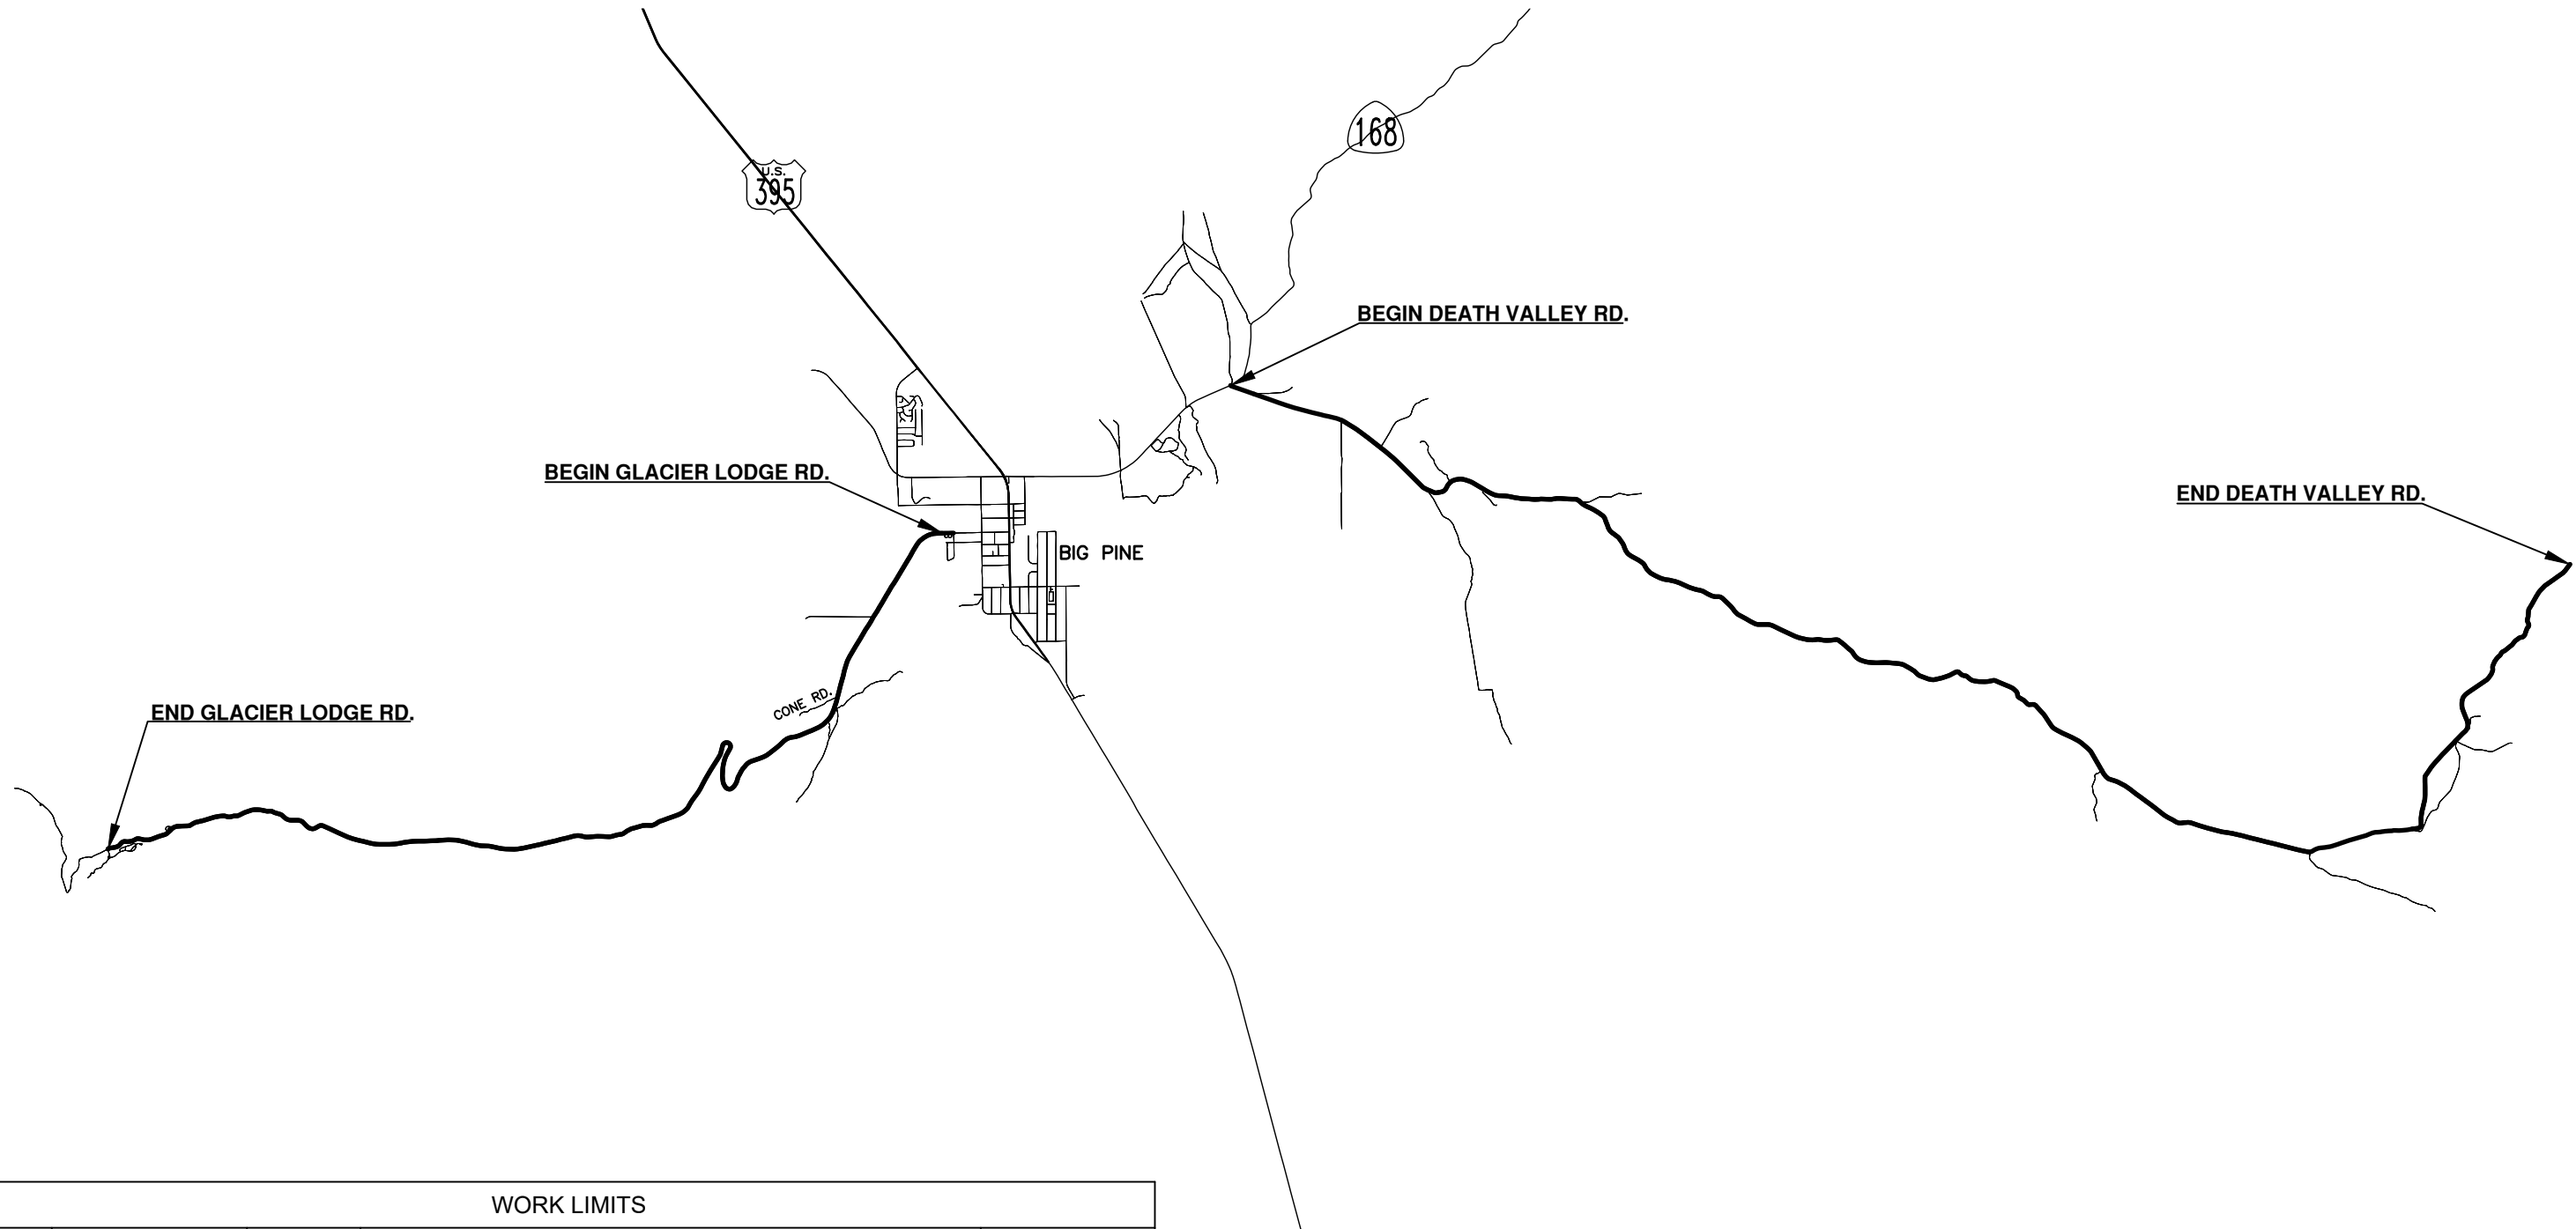 168
U.S.
395
BEGIN DEATH VALLEY RD.
BEGIN GLACIER LODGE RD.
END DEATH VALLEY RD.
BIG PINE
CONE RD.
END GLACIER LODGE RD.
WORK LIMITS